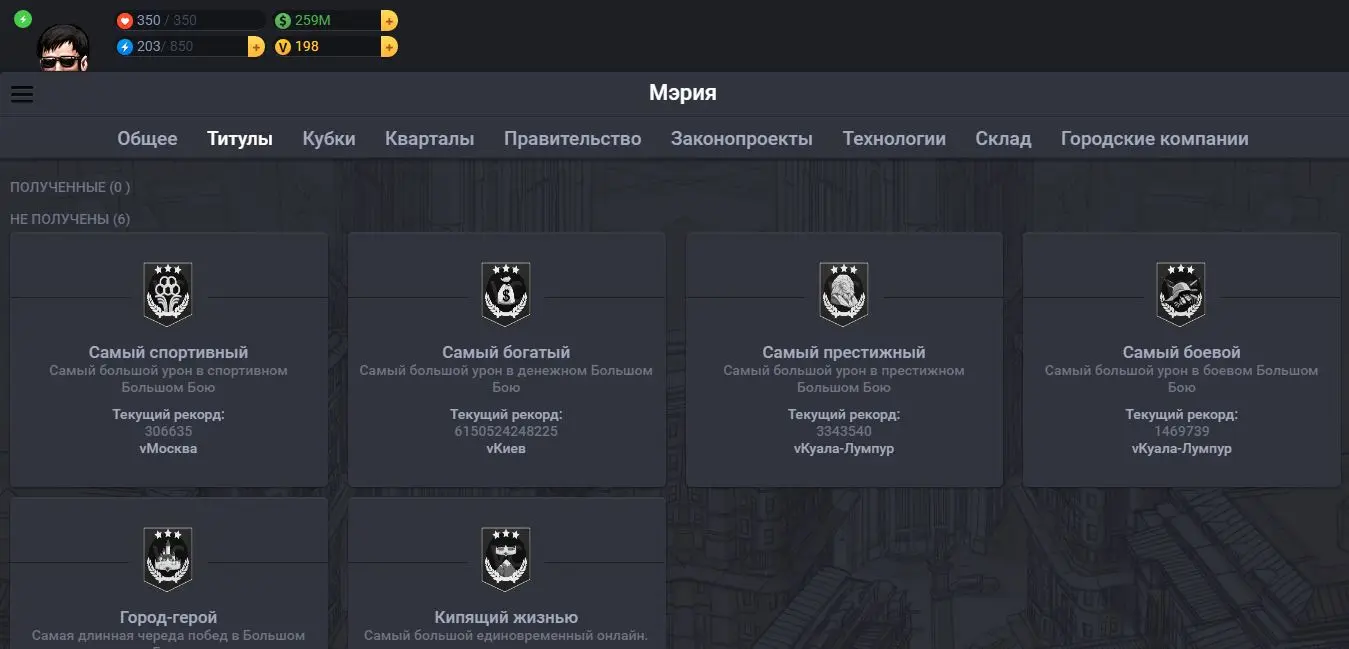 350 / 350
$ 259M +
203 / 850 +
V 198 +
Мэрия
Общее Титулы Кубки Кварталы Правительство Законопроекты Технологии Склад Городские компании
ПОЛУЧЕННЫЕ (0 )
НЕ ПОЛУЧЕНЫ (6)
Самый спортивный
Самый большой урон в спортивном
Большом Бою
Текущий рекорд:
306635
vМосква
Самый богатый
Самый большой урон в денежном Большом
Бою
Текущий рекорд:
6150524248225
vКиев
Самый престижный
Самый большой урон в престижном
Большом Бою
Текущий рекорд:
3343540
vКуала-Лумпур
Самый боевой
Самый большой урон в боевом Большом
Бою
Текущий рекорд:
1469739
vКуала-Лумпур
Город-герой
Самая длинная череда побед в Большом
Кипящий жизнью
Самый большой единовременный онлайн.